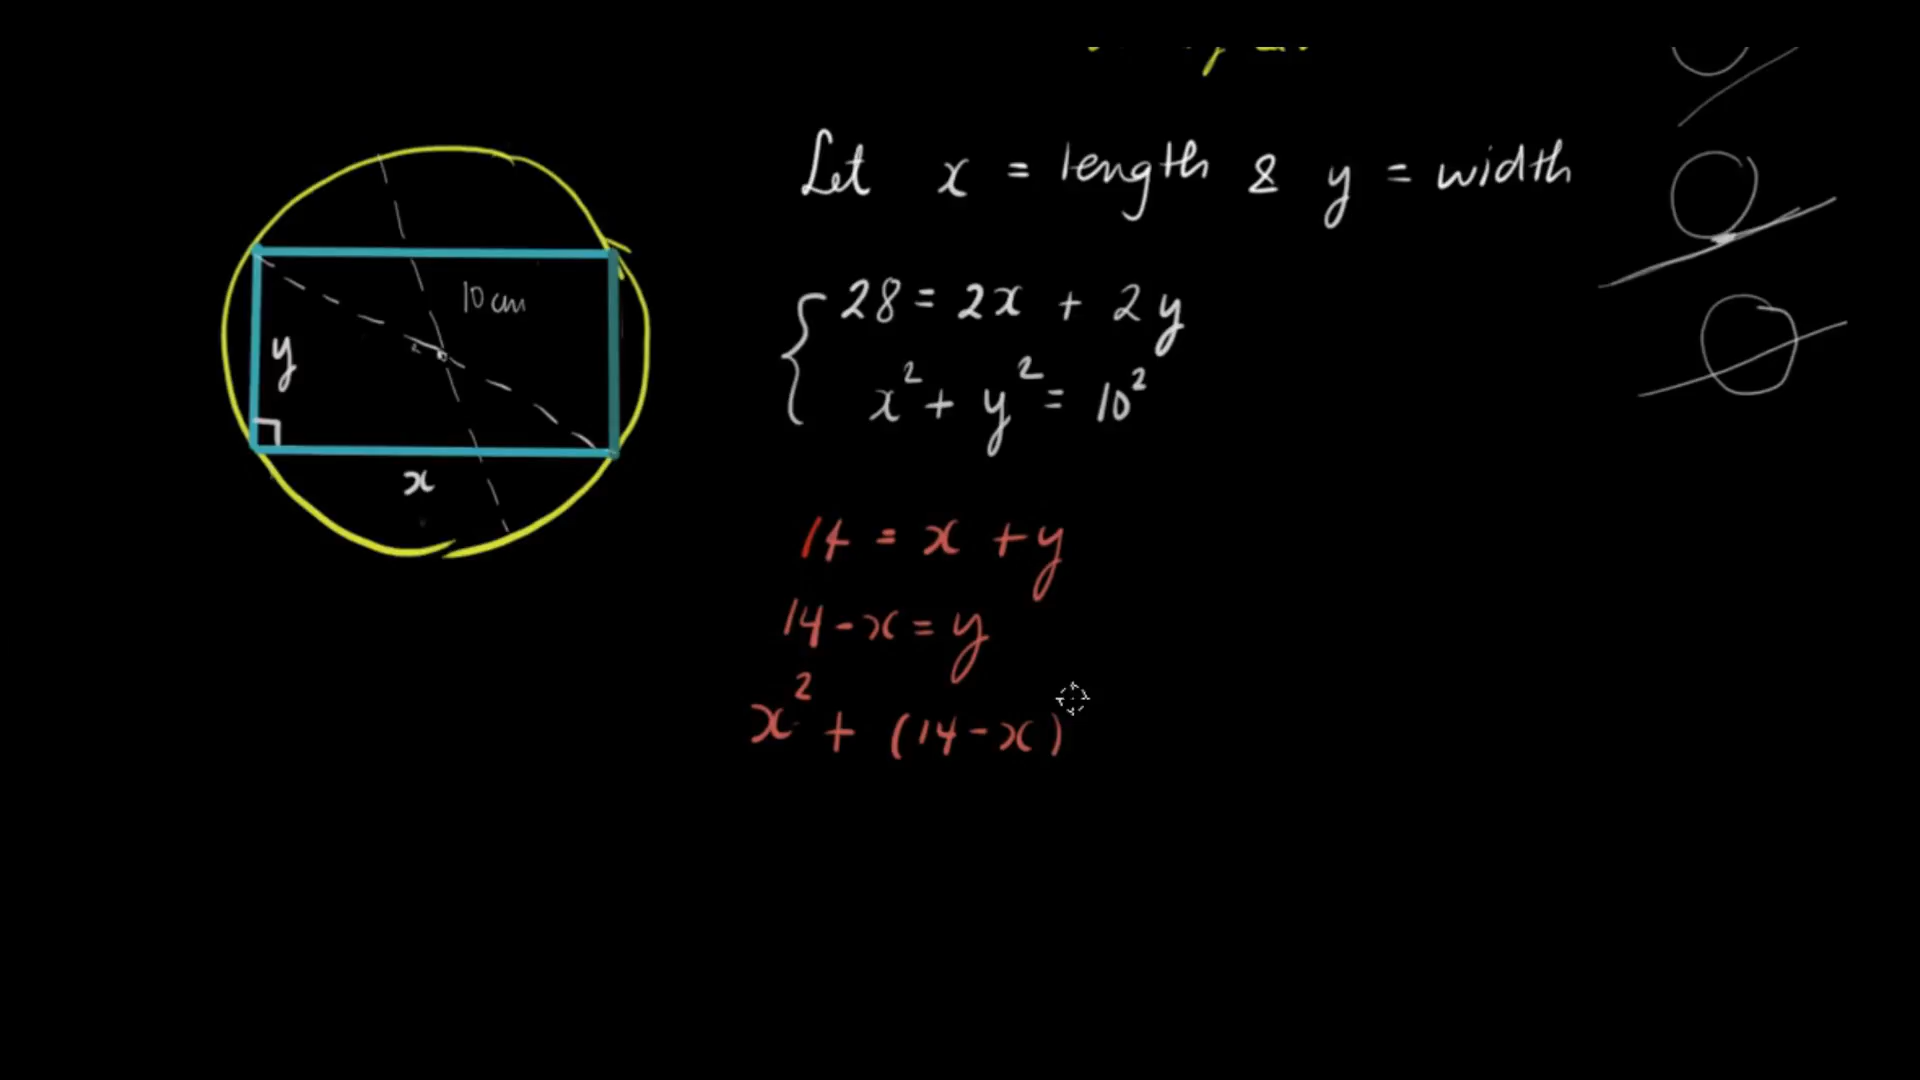 Let x = length & y = width
10 cm
28 = 2x + 2y
y
x² + y² = 10²
x
14 = x + y
14 - x = y
x² + (14 - x)